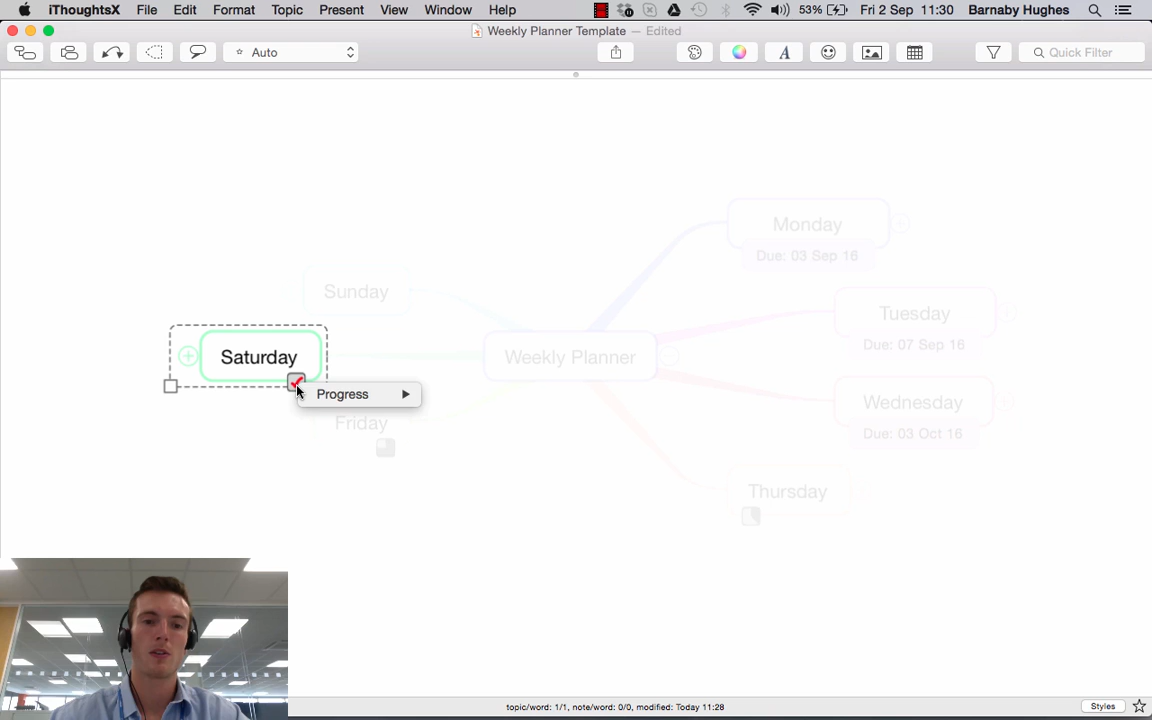 iThoughtsX File Edit Format Topic Present View Window Help 53% Fri 2 Sep 11:30 Barnaby Hughes
Weekly Planner Template — Edited
Auto
Quick Filter
Monday
Due: 03 Sep 16
Sunday
Tuesday
Due: 07 Sep 16
Saturday
Weekly Planner
Progress
Wednesday
Friday
Due: 03 Oct 16
Thursday
topic/word: 1/1, note/word: 0/0, modified: Today 11:28
Styles